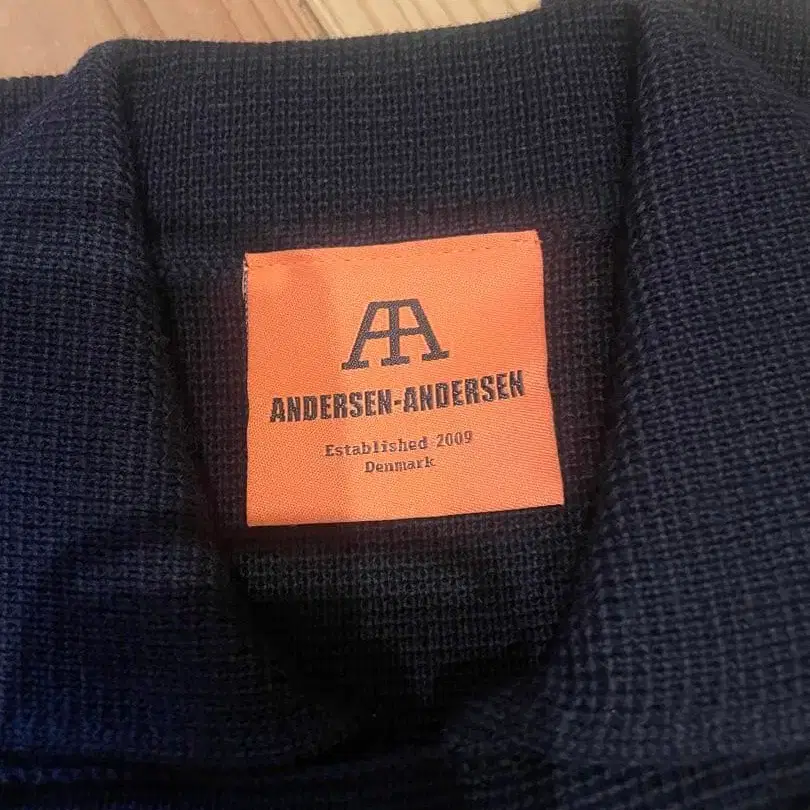 AA
ANDERSEN-ANDERSEN
Established 2009
Denmark